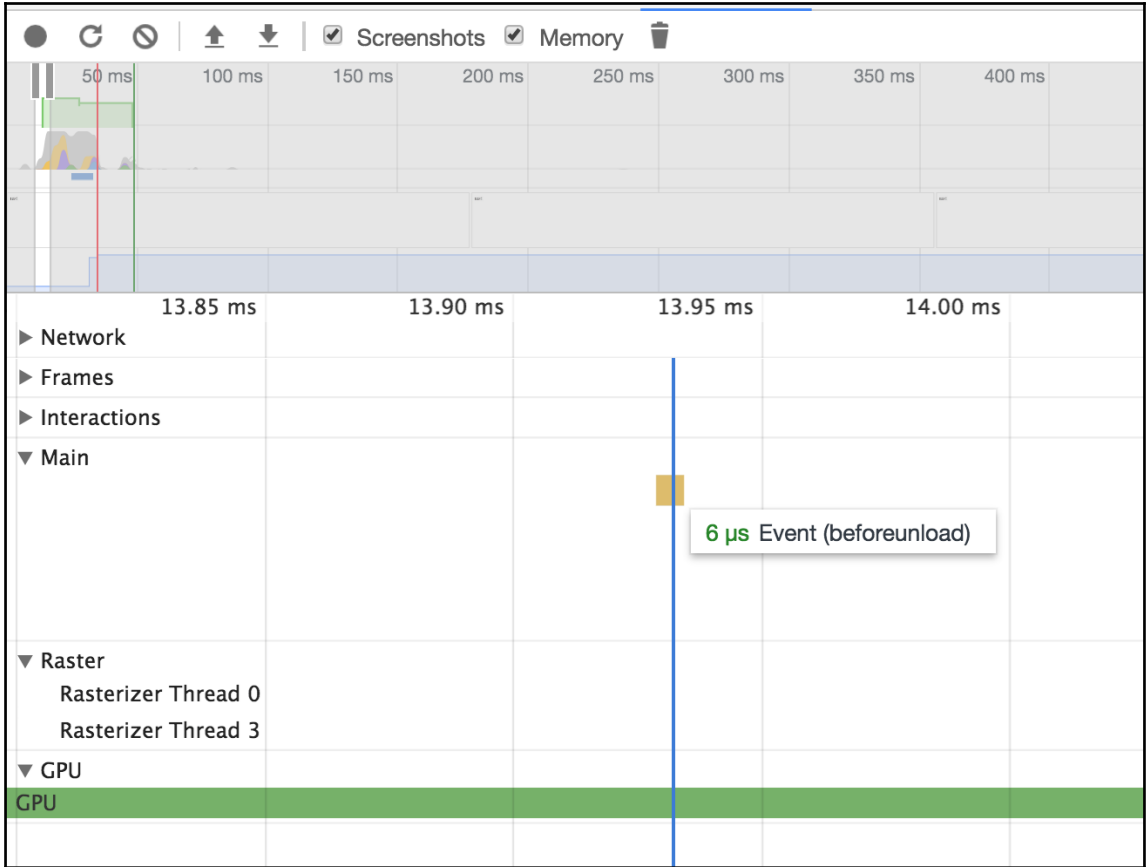 Screenshots Memory
50 ms 100 ms 150 ms 200 ms 250 ms 300 ms 350 ms 400 ms
13.85 ms 13.90 ms 13.95 ms 14.00 ms
Network
Frames
Interactions
Main
6 µs Event (beforeunload)
Raster
Rasterizer Thread 0
Rasterizer Thread 3
GPU
GPU